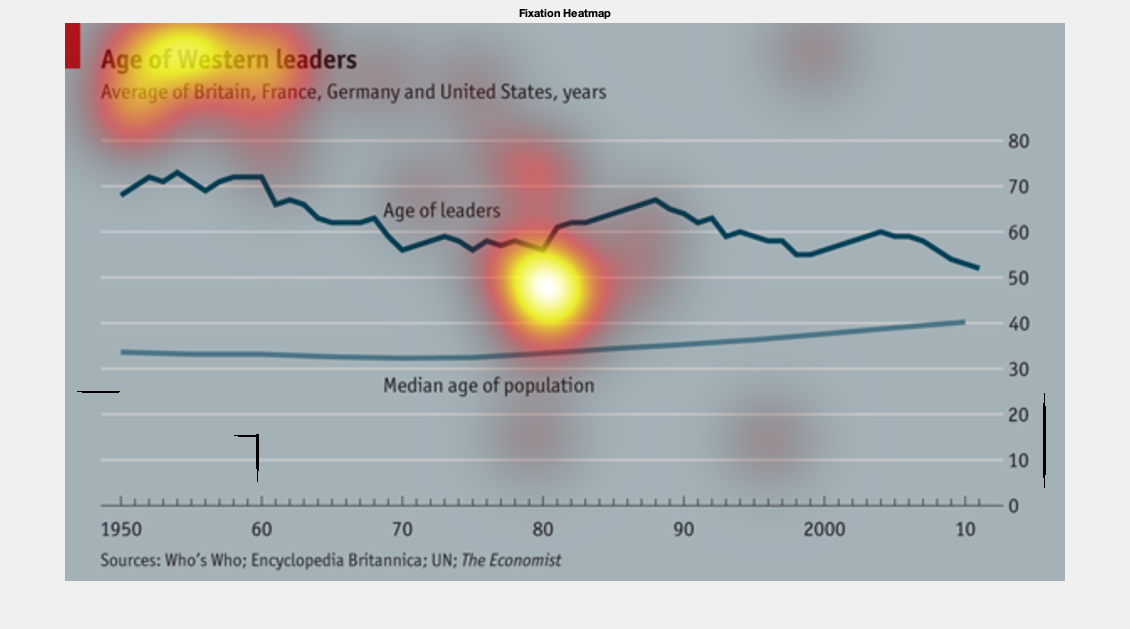 Fixation Heatmap
Age of Western leaders
Average of Britain, France, Germany and United States, years
80
70
Age of leaders
60
50
40
30
Median age of population
20
10
0
1950 60 70 80 90 2000 10
Sources: Who's Who; Encyclopedia Britannica; UN; The Economist